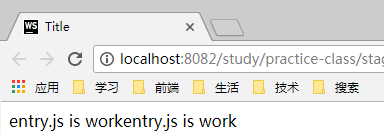 WS Title
localhost:8082/study/practice-class/stag
应用 学习 前端 生活 技术 搜索
entry.js is workentry.js is work